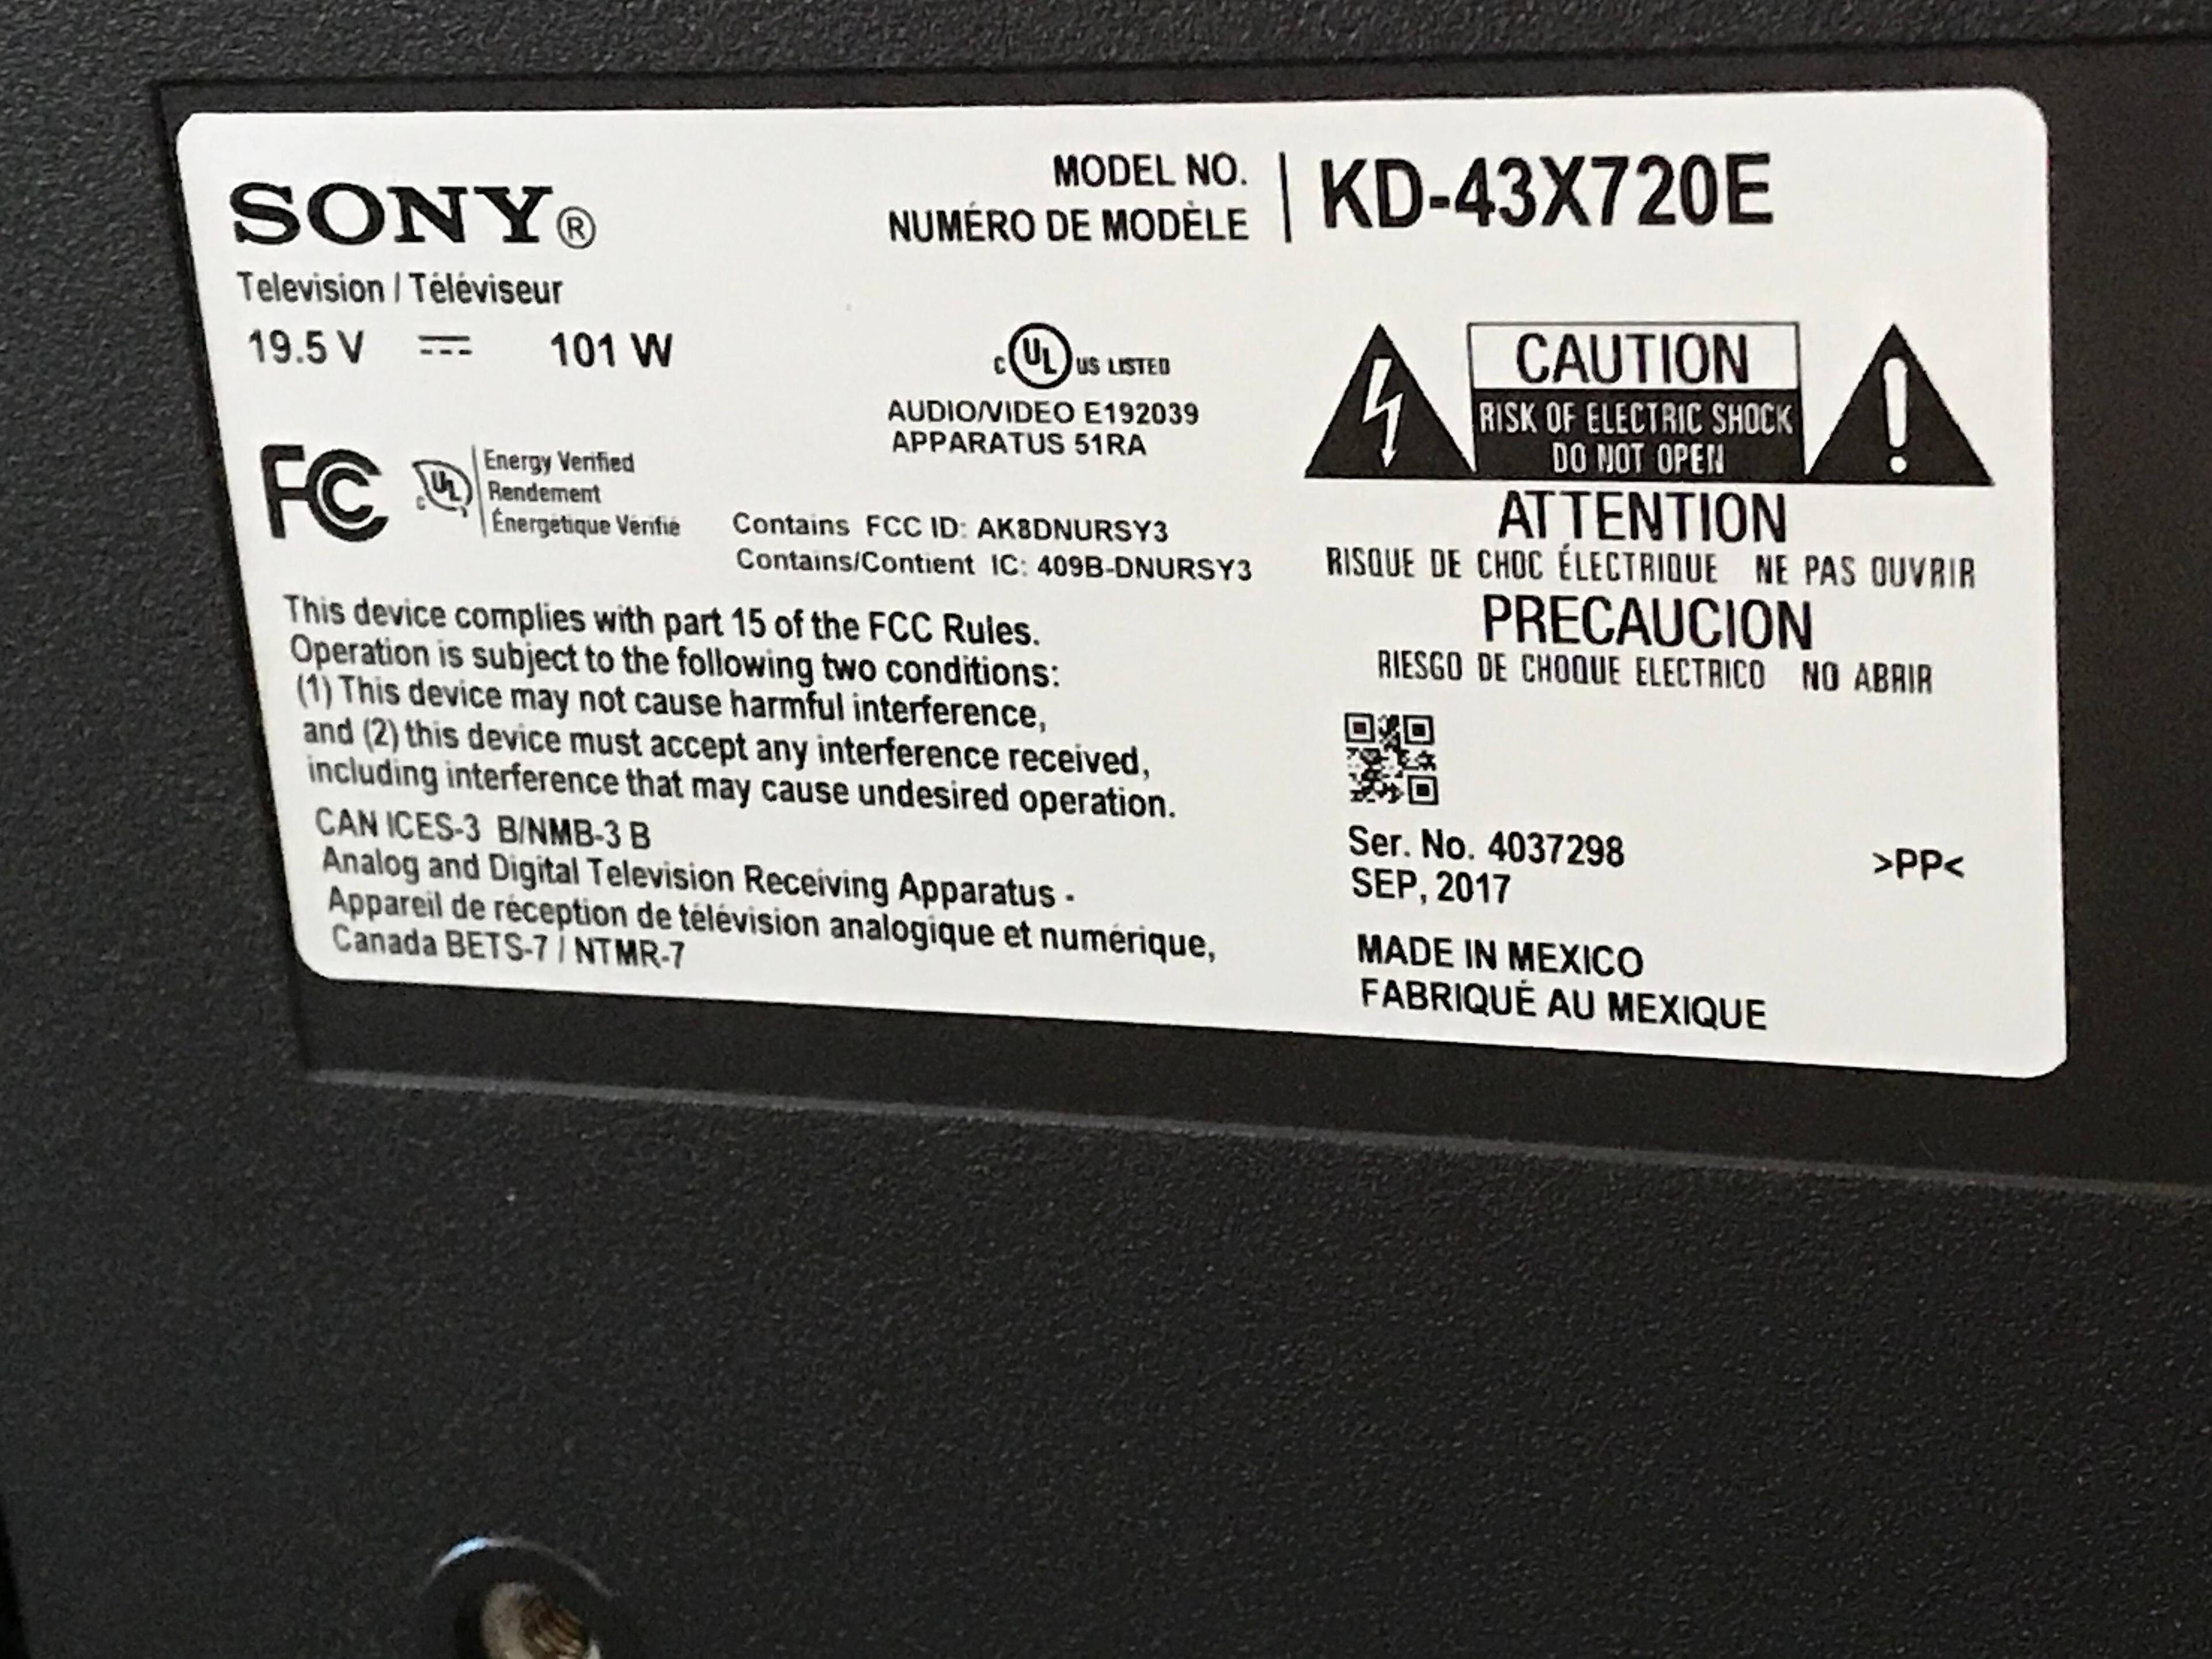 SONY®
Television / Téléviseur
19.5 V 101 W
MODEL NO.
NUMÉRO DE MODÈLE
KD-43X720E
C UL US LISTED
AUDIO/VIDEO E192039
APPARATUS 51RA
FC
C UL
Energy Verified
Rendement
Énergétique Vérifié
Contains FCC ID: AK8DNURSY3
Contains/Contient IC: 409B-DNURSY3
This device complies with part 15 of the FCC Rules.
Operation is subject to the following two conditions:
(1) This device may not cause harmful interference,
and (2) this device must accept any interference received,
including interference that may cause undesired operation.
CAN ICES-3 B/NMB-3 B
Analog and Digital Television Receiving Apparatus -
Appareil de réception de télévision analogique et numérique,
Canada BETS-7 / NTMR-7
CAUTION
RISK OF ELECTRIC SHOCK
DO NOT OPEN
ATTENTION
RISQUE DE CHOC ÉLECTRIQUE NE PAS OUVRIR
PRECAUCION
RIESGO DE CHOQUE ELECTRICO NO ABRIR
Ser. No. 4037298
SEP, 2017
>PP<
MADE IN MEXICO
FABRIQUÉ AU MEXIQUE